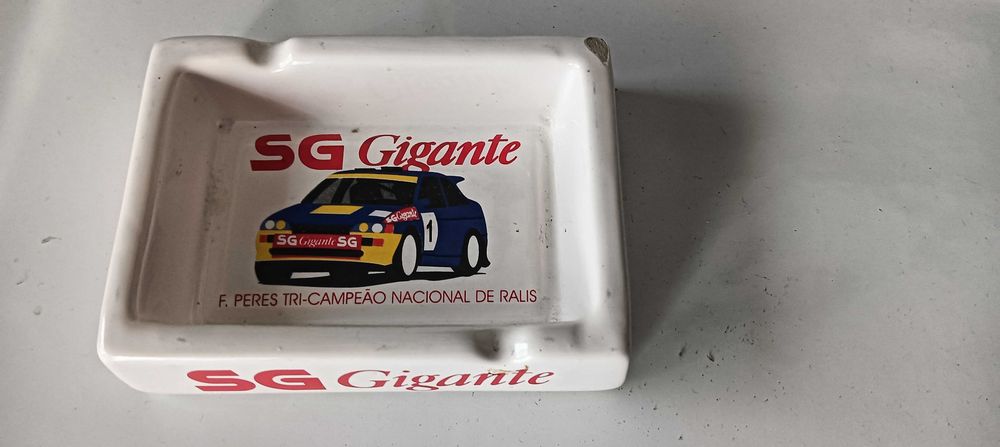 SG Gigante
SG Gigante
SG Gigante SG
1
F. PERES TRI-CAMPEÃO NACIONAL DE RALIS
SG Gigante